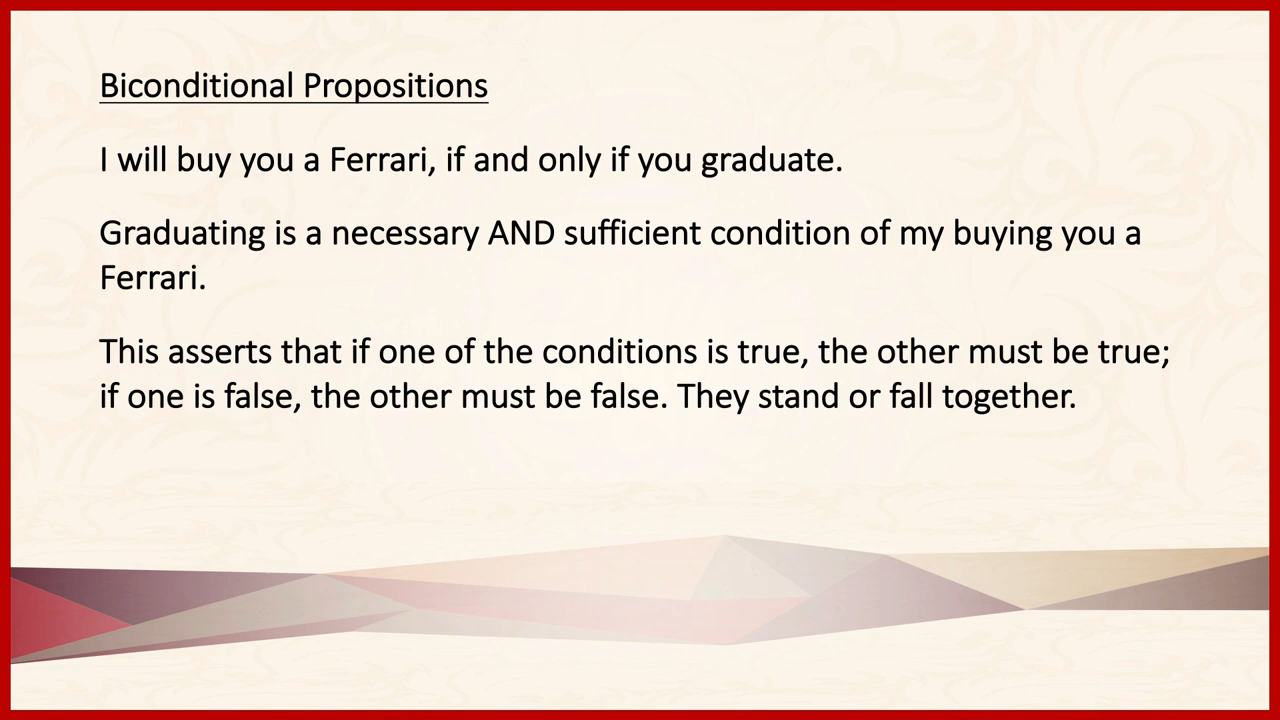 Biconditional Propositions
I will buy you a Ferrari, if and only if you graduate.
Graduating is a necessary AND sufficient condition of my buying you a
Ferrari.
This asserts that if one of the conditions is true, the other must be true;
if one is false, the other must be false. They stand or fall together.